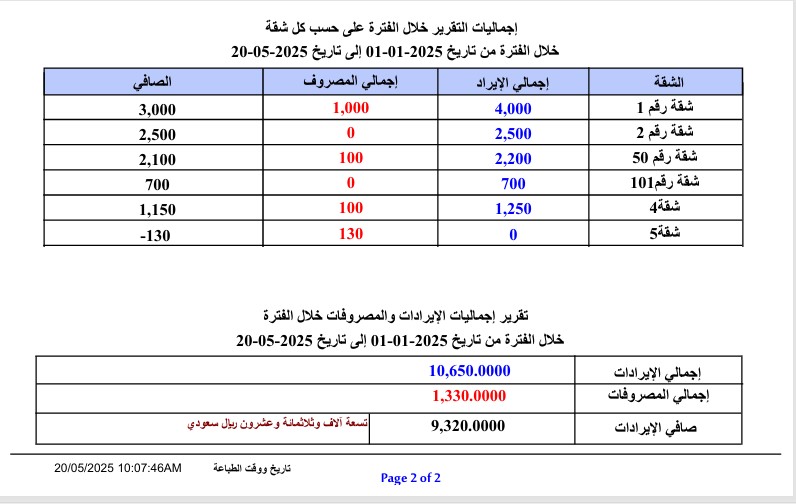 إجماليات التقرير خلال الفترة على حسب كل شقة
خلال الفترة من تاريخ 2025-01-01 إلى تاريخ 2025-05-20
الشقة إجمالي الإيراد إجمالي المصروف الصافي
شقة رقم 1 4,000 1,000 3,000
شقة رقم 2 2,500 0 2,500
شقة رقم 50 2,200 100 2,100
شقة رقم101 700 0 700
شقة4 1,250 100 1,150
شقة5 0 130 -130
تقرير إجماليات الإيرادات والمصروفات خلال الفترة
خلال الفترة من تاريخ 2025-01-01 إلى تاريخ 2025-05-20
إجمالي الإيرادات 10,650.0000
إجمالي المصروفات 1,330.0000
صافي الإيرادات 9,320.0000 تسعة آلاف وثلاثمائة وعشرون ريال سعودي
تاريخ ووقت الطباعة 20/05/2025 10:07:46AM
Page 2 of 2